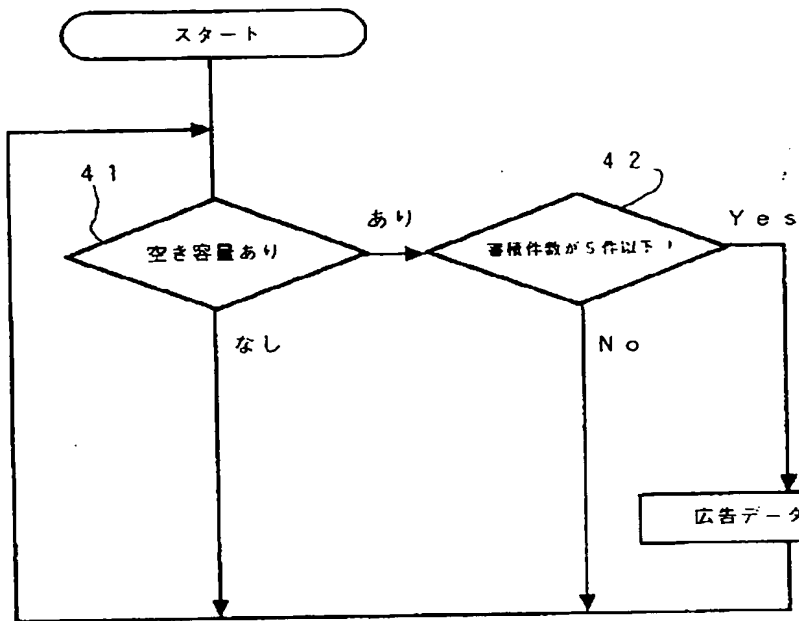 スタート
41
42
空き容量あり
あり
蓄積件数が5件以下
Yes
なし
No
広告データ